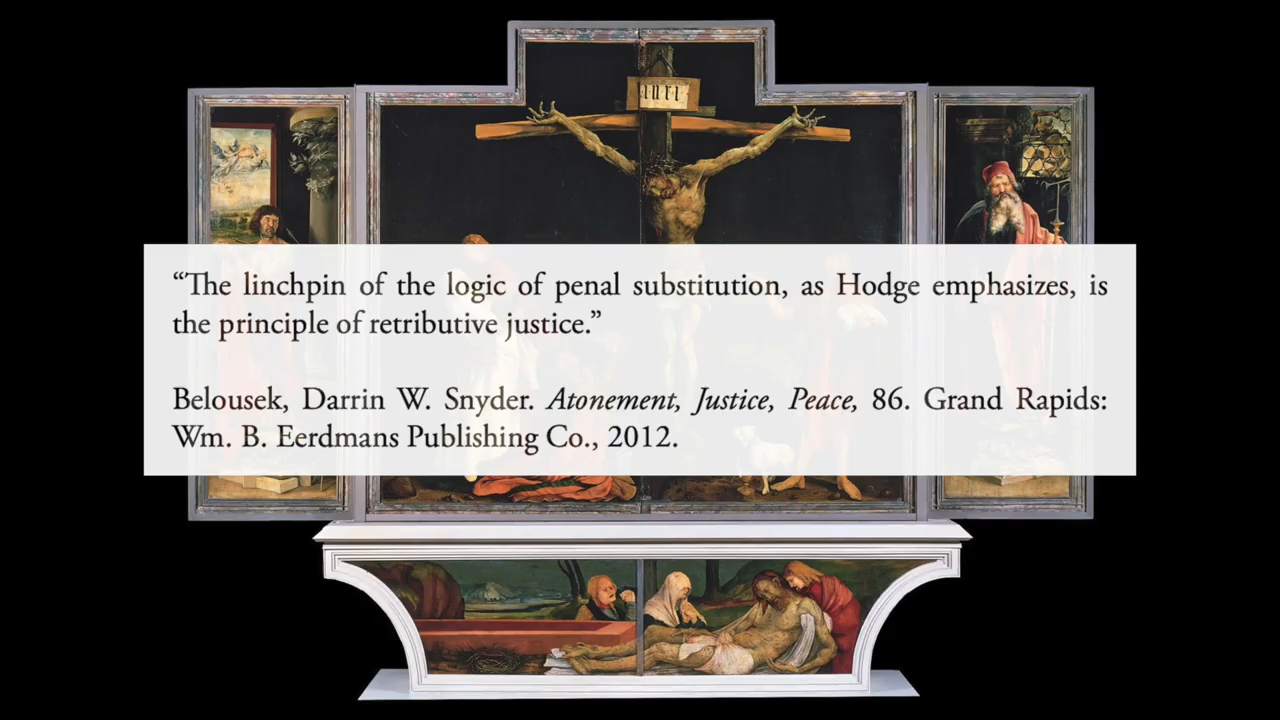 INRI
“The linchpin of the logic of penal substitution, as Hodge emphasizes, is
the principle of retributive justice.”
Belousek, Darrin W. Snyder. Atonement, Justice, Peace, 86. Grand Rapids:
Wm. B. Eerdmans Publishing Co., 2012.